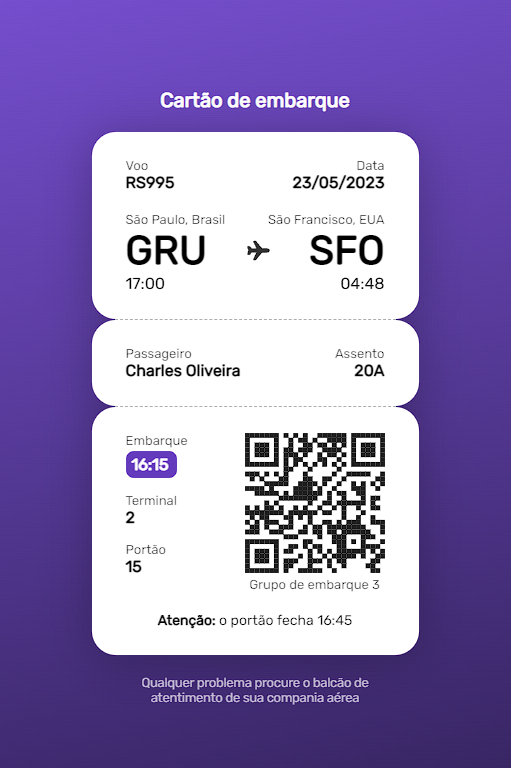 Cartão de embarque
Voo
Data
RS995
23/05/2023
São Paulo, Brasil
São Francisco, EUA
GRU
SFO
17:00
04:48
Passageiro
Assento
Charles Oliveira
20A
Embarque
16:15
Terminal
2
Portão
15
Grupo de embarque 3
Atenção: o portão fecha 16:45
Qualquer problema procure o balcão de
atentimento de sua compania aérea